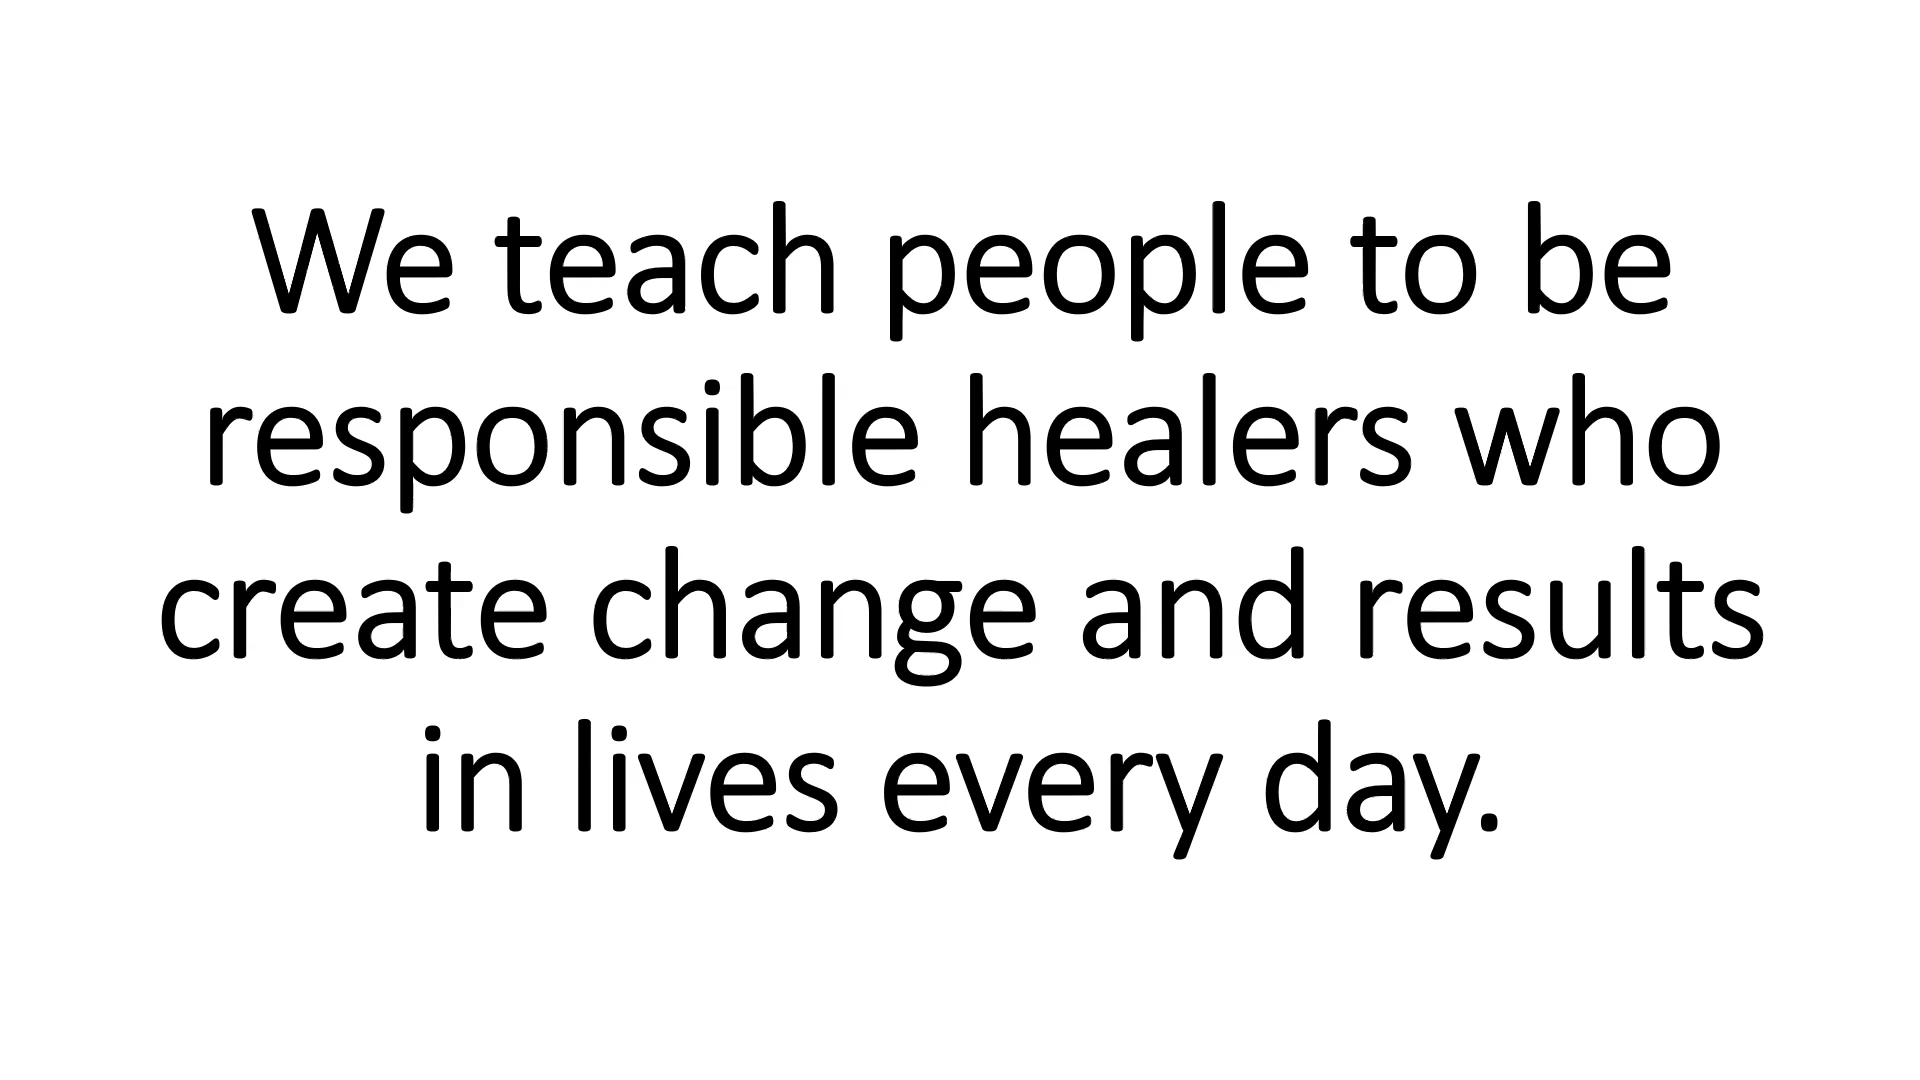 We teach people to be
responsible healers who
create change and results
in lives every day.